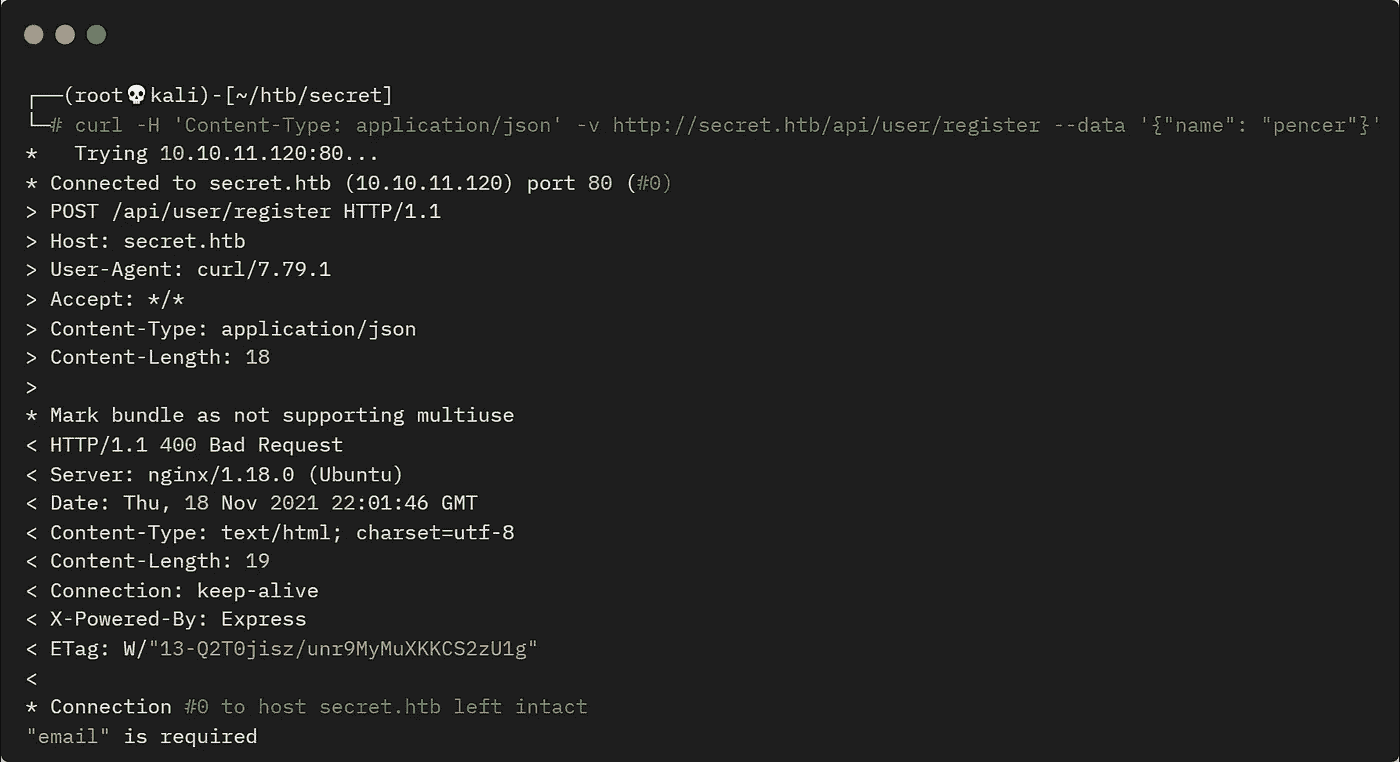 ┌──(root💀kali)-[~/htb/secret]
└─# curl -H 'Content-Type: application/json' -v http://secret.htb/api/user/register --data '{"name": "pencer"}'
*   Trying 10.10.11.120:80...
* Connected to secret.htb (10.10.11.120) port 80 (#0)
> POST /api/user/register HTTP/1.1
> Host: secret.htb
> User-Agent: curl/7.79.1
> Accept: */*
> Content-Type: application/json
> Content-Length: 18
>
* Mark bundle as not supporting multiuse
< HTTP/1.1 400 Bad Request
< Server: nginx/1.18.0 (Ubuntu)
< Date: Thu, 18 Nov 2021 22:01:46 GMT
< Content-Type: text/html; charset=utf-8
< Content-Length: 19
< Connection: keep-alive
< X-Powered-By: Express
< ETag: W/"13-Q2T0jisz/unr9MyMuXKKCS2zU1g"
<
* Connection #0 to host secret.htb left intact
"email" is required